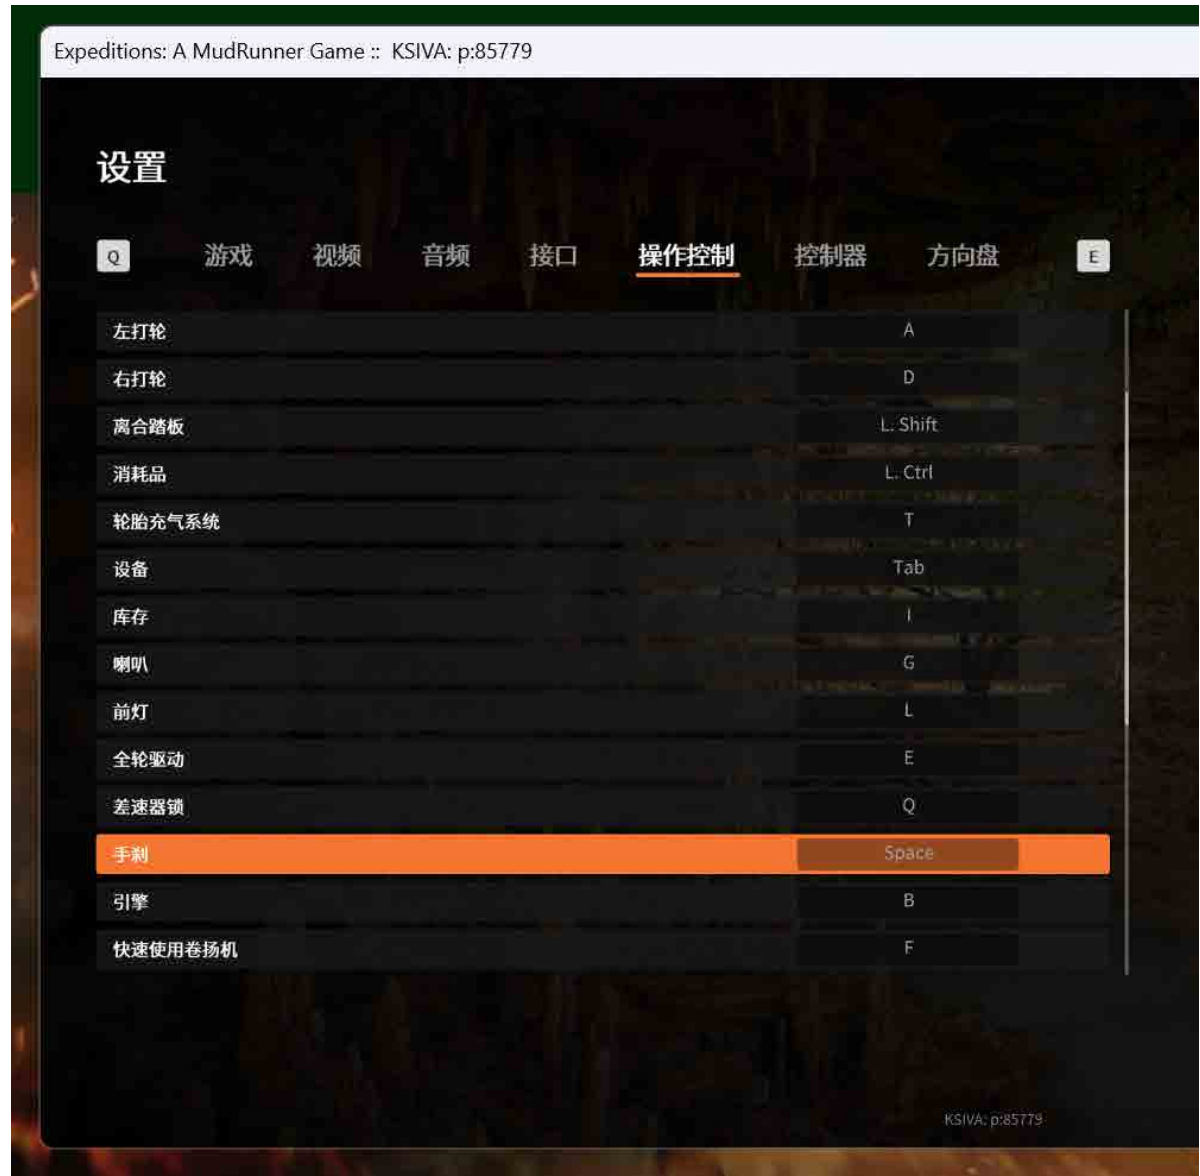 Expeditions: A MudRunner Game :: KSIVA: p:85779
设置
Q 游戏 视频 音频 接口 操作控制 控制器 方向盘 E
左打轮 A
右打轮 D
离合踏板 L. Shift
消耗品 L. Ctrl
轮胎充气系统 T
设备 Tab
库存 I
喇叭 G
前灯 L
全轮驱动 E
差速器锁 Q
手刹 Space
引擎 B
快速使用卷扬机 F
KSIVA: p:85779